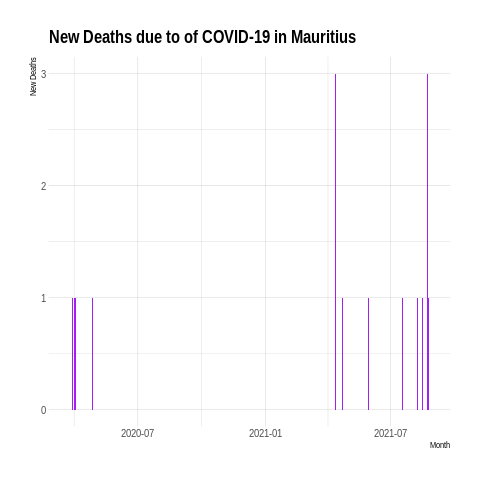 New Deaths due to of COVID-19 in Mauritius
New Deaths
3
2
1
0
2020-07
2021-01
2021-07
Month